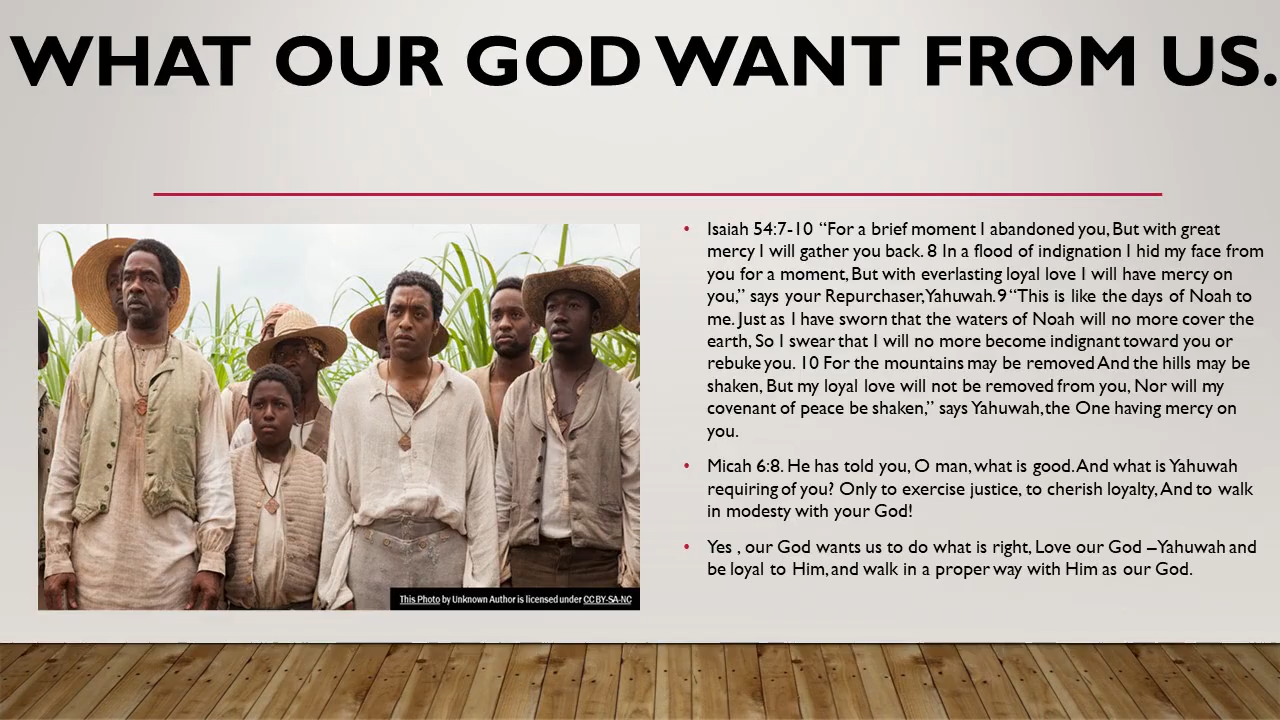 WHAT OUR GOD WANT FROM US.
• Isaiah 54:7-10 “For a brief moment I abandoned you, But with great
mercy I will gather you back. 8 In a flood of indignation I hid my face from
you for a moment, But with everlasting loyal love I will have mercy on
you,” says your Repurchaser, Yahuwah. 9 “This is like the days of Noah to
me. Just as I have sworn that the waters of Noah will no more cover the
earth, So I swear that I will no more become indignant toward you or
rebuke you. 10 For the mountains may be removed And the hills may be
shaken, But my loyal love will not be removed from you, Nor will my
covenant of peace be shaken,” says Yahuwah, the One having mercy on
you.
• Micah 6:8. He has told you, O man, what is good. And what is Yahuwah
requiring of you? Only to exercise justice, to cherish loyalty, And to walk
in modesty with your God!
• Yes , our God wants us to do what is right, Love our God –Yahuwah and
be loyal to Him, and walk in a proper way with Him as our God.
This Photo by Unknown Author is licensed under CC BY-SA-NC